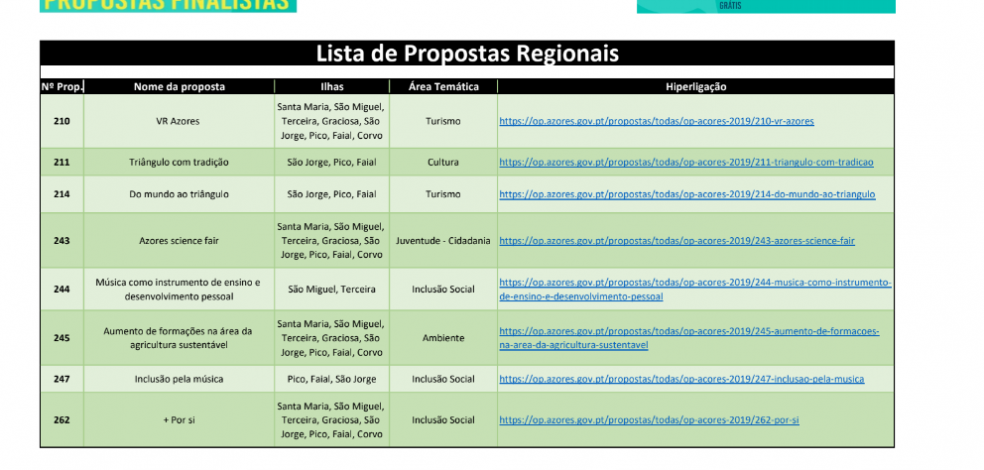 PROPOSTAS FINALISTAS
GRÁTIS
Lista de Propostas Regionais
Nº Prop. Nome da proposta Ilhas Área Temática Hiperligação
Santa Maria, São Miguel,
210 VR Azores Terceira, Graciosa, São Turismo https://op.azores.gov.pt/propostas/todas/op-acores-2019/210-vr-azores
Jorge, Pico, Faial, Corvo
211 Triângulo com tradição São Jorge, Pico, Faial Cultura https://op.azores.gov.pt/propostas/todas/op-acores-2019/211-triangulo-com-tradicao
214 Do mundo ao triângulo São Jorge, Pico, Faial Turismo https://op.azores.gov.pt/propostas/todas/op-acores-2019/214-do-mundo-ao-triangulo
Santa Maria, São Miguel,
243 Azores science fair Terceira, Graciosa, São Juventude - Cidadania https://op.azores.gov.pt/propostas/todas/op-acores-2019/243-azores-science-fair
Jorge, Pico, Faial, Corvo
Música como instrumento de ensino e https://op.azores.gov.pt/propostas/todas/op-acores-2019/244-musica-como-instrumento-
244 São Miguel, Terceira Inclusão Social
desenvolvimento pessoal de-ensino-e-desenvolvimento-pessoal
Santa Maria, São Miguel,
Aumento de formações na área da https://op.azores.gov.pt/propostas/todas/op-acores-2019/245-aumento-de-formacoes-
245 Terceira, Graciosa, São Ambiente
agricultura sustentável na-area-da-agricultura-sustentavel
Jorge, Pico, Faial, Corvo
247 Inclusão pela música Pico, Faial, São Jorge Inclusão Social https://op.azores.gov.pt/propostas/todas/op-acores-2019/247-inclusao-pela-musica
Santa Maria, São Miguel,
262 + Por si Terceira, Graciosa, São Inclusão Social https://op.azores.gov.pt/propostas/todas/op-acores-2019/262-por-si
Jorge, Pico, Faial, Corvo